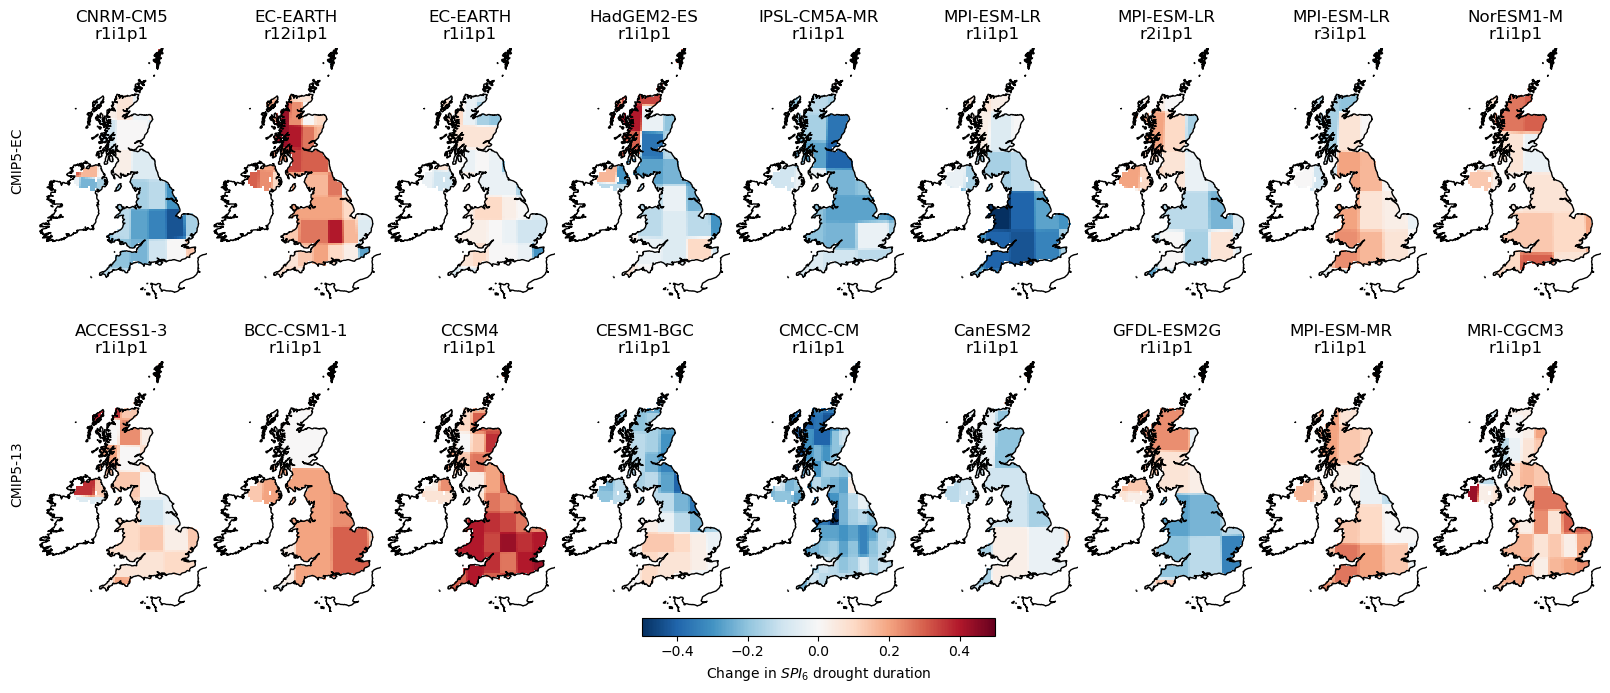 CNRM-CM5 EC-EARTH EC-EARTH HadGEM2-ES IPSL-CM5A-MR MPI-ESM-LR MPI-ESM-LR MPI-ESM-LR NorESM1-M
r1i1p1 r12i1p1 r1i1p1 r1i1p1 r1i1p1 r1i1p1 r2i1p1 r3i1p1 r1i1p1
CMIP5-EC
ACCESS1-3 BCC-CSM1-1 CCSM4 CESM1-BGC CMCC-CM CanESM2 GFDL-ESM2G MPI-ESM-MR MRI-CGCM3
r1i1p1 r1i1p1 r1i1p1 r1i1p1 r1i1p1 r1i1p1 r1i1p1 r1i1p1 r1i1p1
CMIP5-13
−0.4 −0.2 0.0 0.2 0.4
Change in SPI₆ drought duration